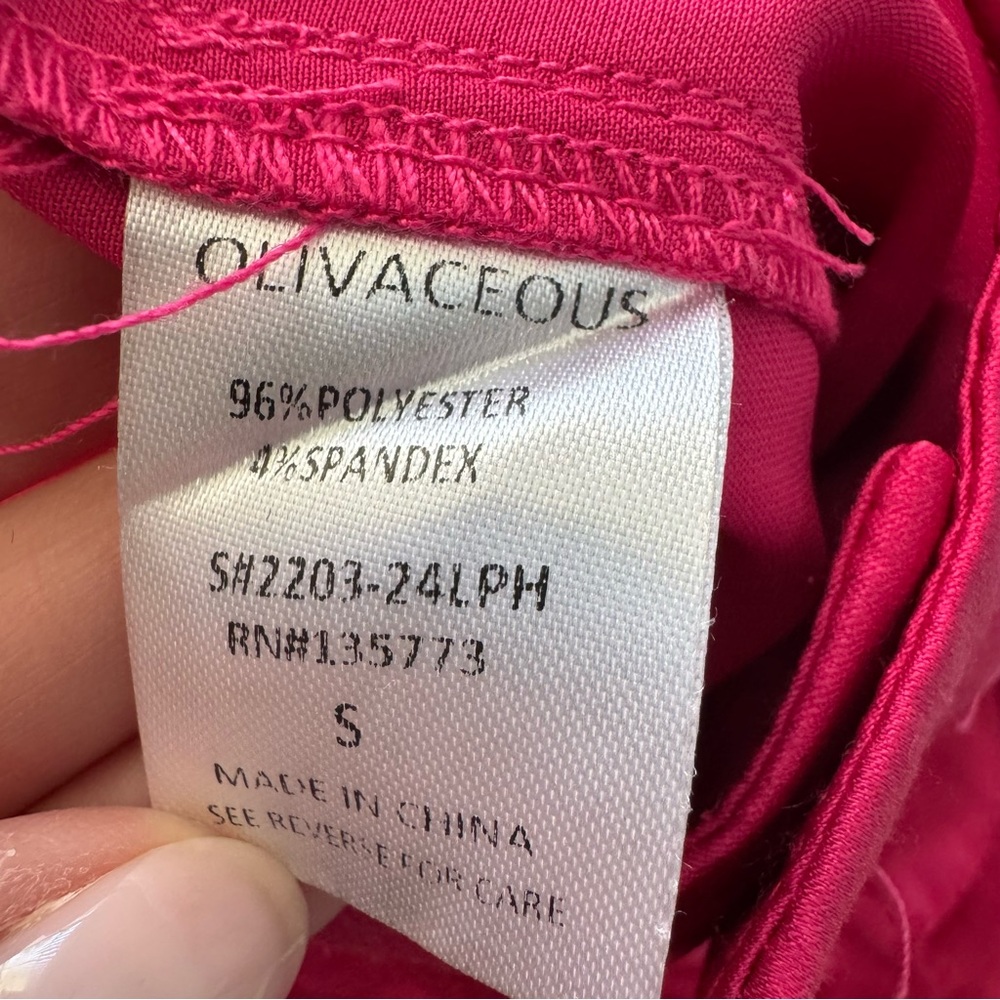 OLIVACEOUS
96%POLYESTER
4%SPANDEX
S#2203-24LPH
RN#135773
S
MADE IN CHINA
SEE REVERSE FOR CARE